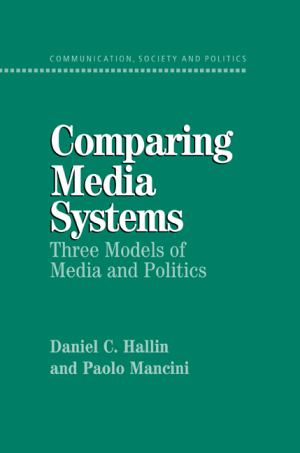 COMMUNICATION, SOCIETY AND POLITICS
Comparing
Media
Systems
Three Models of
Media and Politics
Daniel C. Hallin
and Paolo Mancini